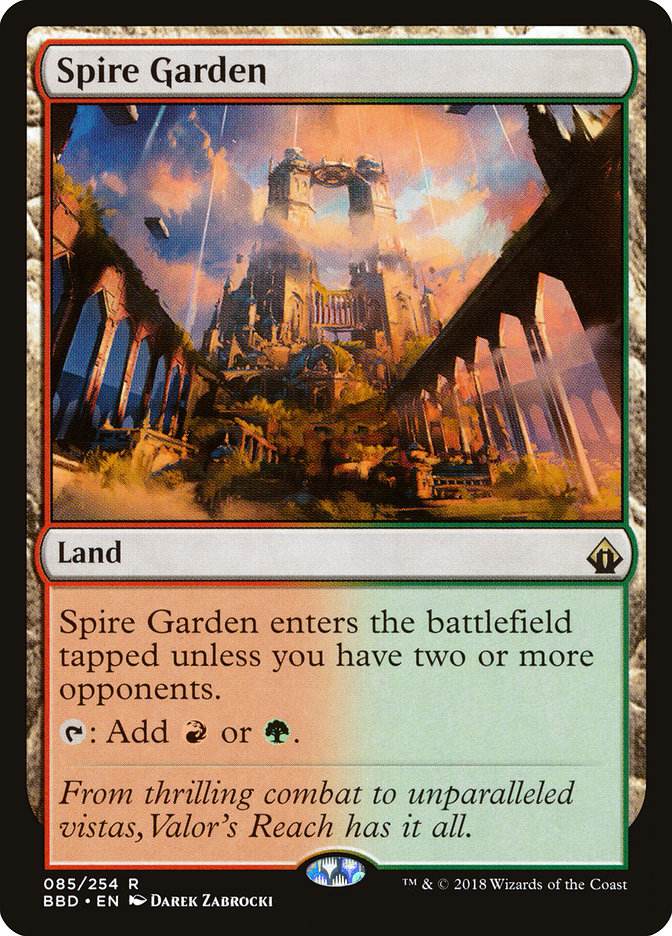 Spire Garden
Land
Spire Garden enters the battlefield
tapped unless you have two or more
opponents.
: Add or .
From thrilling combat to unparalleled
vistas, Valor's Reach has it all.
085/254 R
BBD • EN Darek Zabrocki
™ & © 2018 Wizards of the Coast